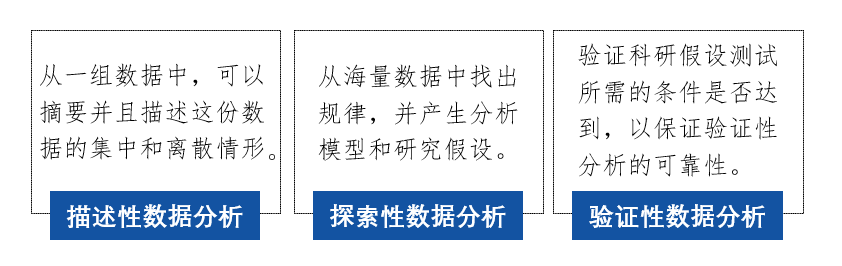 从一组数据中，可以
摘要并且描述这份数
据的集中和离散情形。
描述性数据分析
从海量数据中找出
规律，并产生分析
模型和研究假设。
探索性数据分析
验证科研假设测试
所需的条件是否达
到，以保证验证性
分析的可靠性。
验证性数据分析